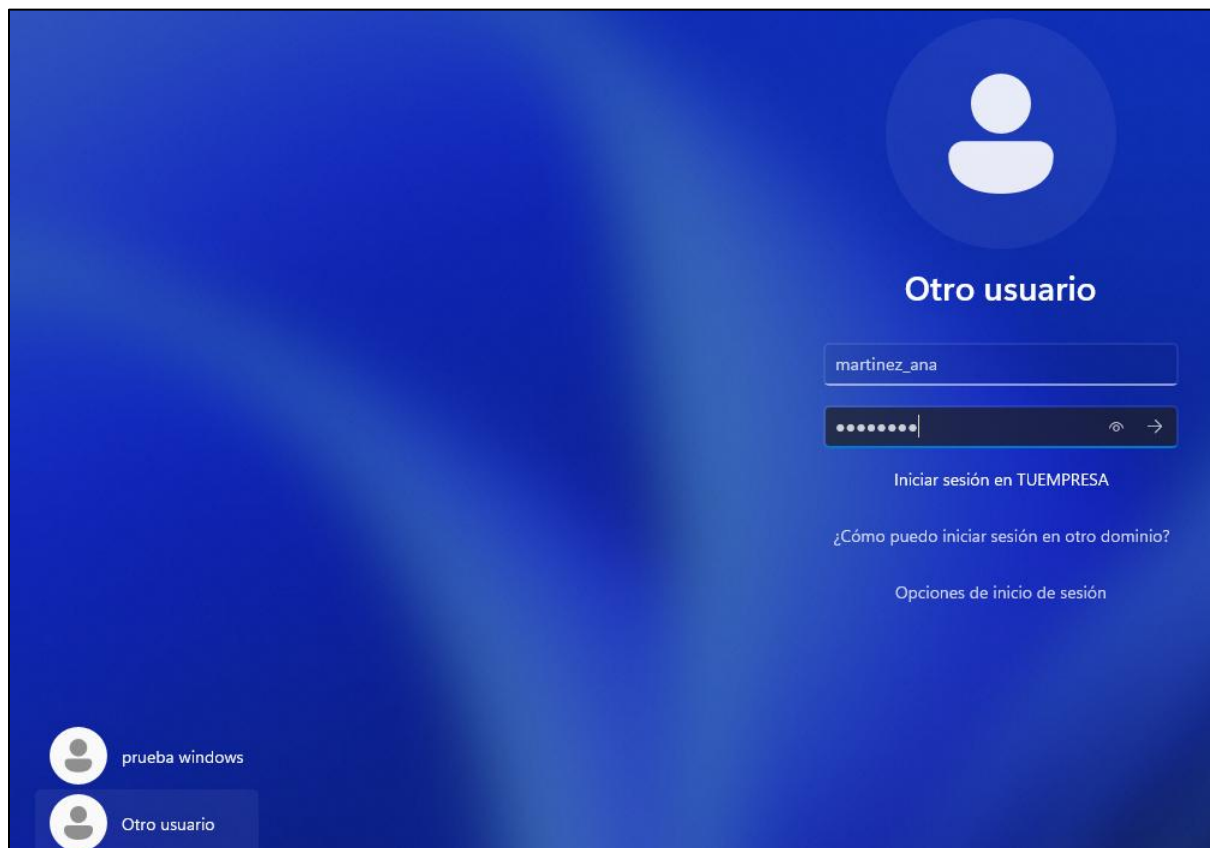 Otro usuario
martinez_ana
Iniciar sesión en TUEMPRESA
¿Cómo puedo iniciar sesión en otro dominio?
Opciones de inicio de sesión
prueba windows
Otro usuario